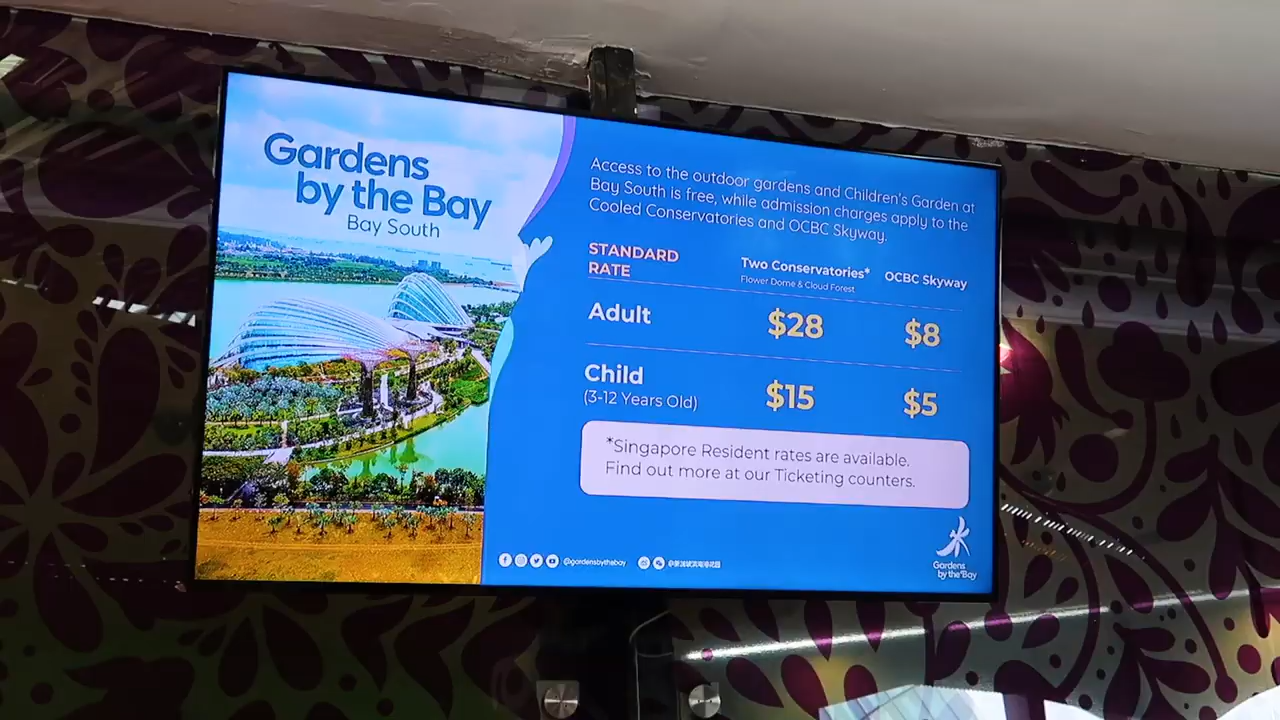 Gardens
by the Bay
Bay South
Access to the outdoor gardens and Children's Garden at
Bay South is free, while admission charges apply to the
Cooled Conservatories and OCBC Skyway.
STANDARD
RATE
Two Conservatories*
Flower Dome & Cloud Forest
OCBC Skyway
Adult
$28
$8
Child
(3-12 Years Old)
$15
$5
*Singapore Resident rates are available.
Find out more at our Ticketing counters.
@gardensbythebay
Gardens
by the Bay